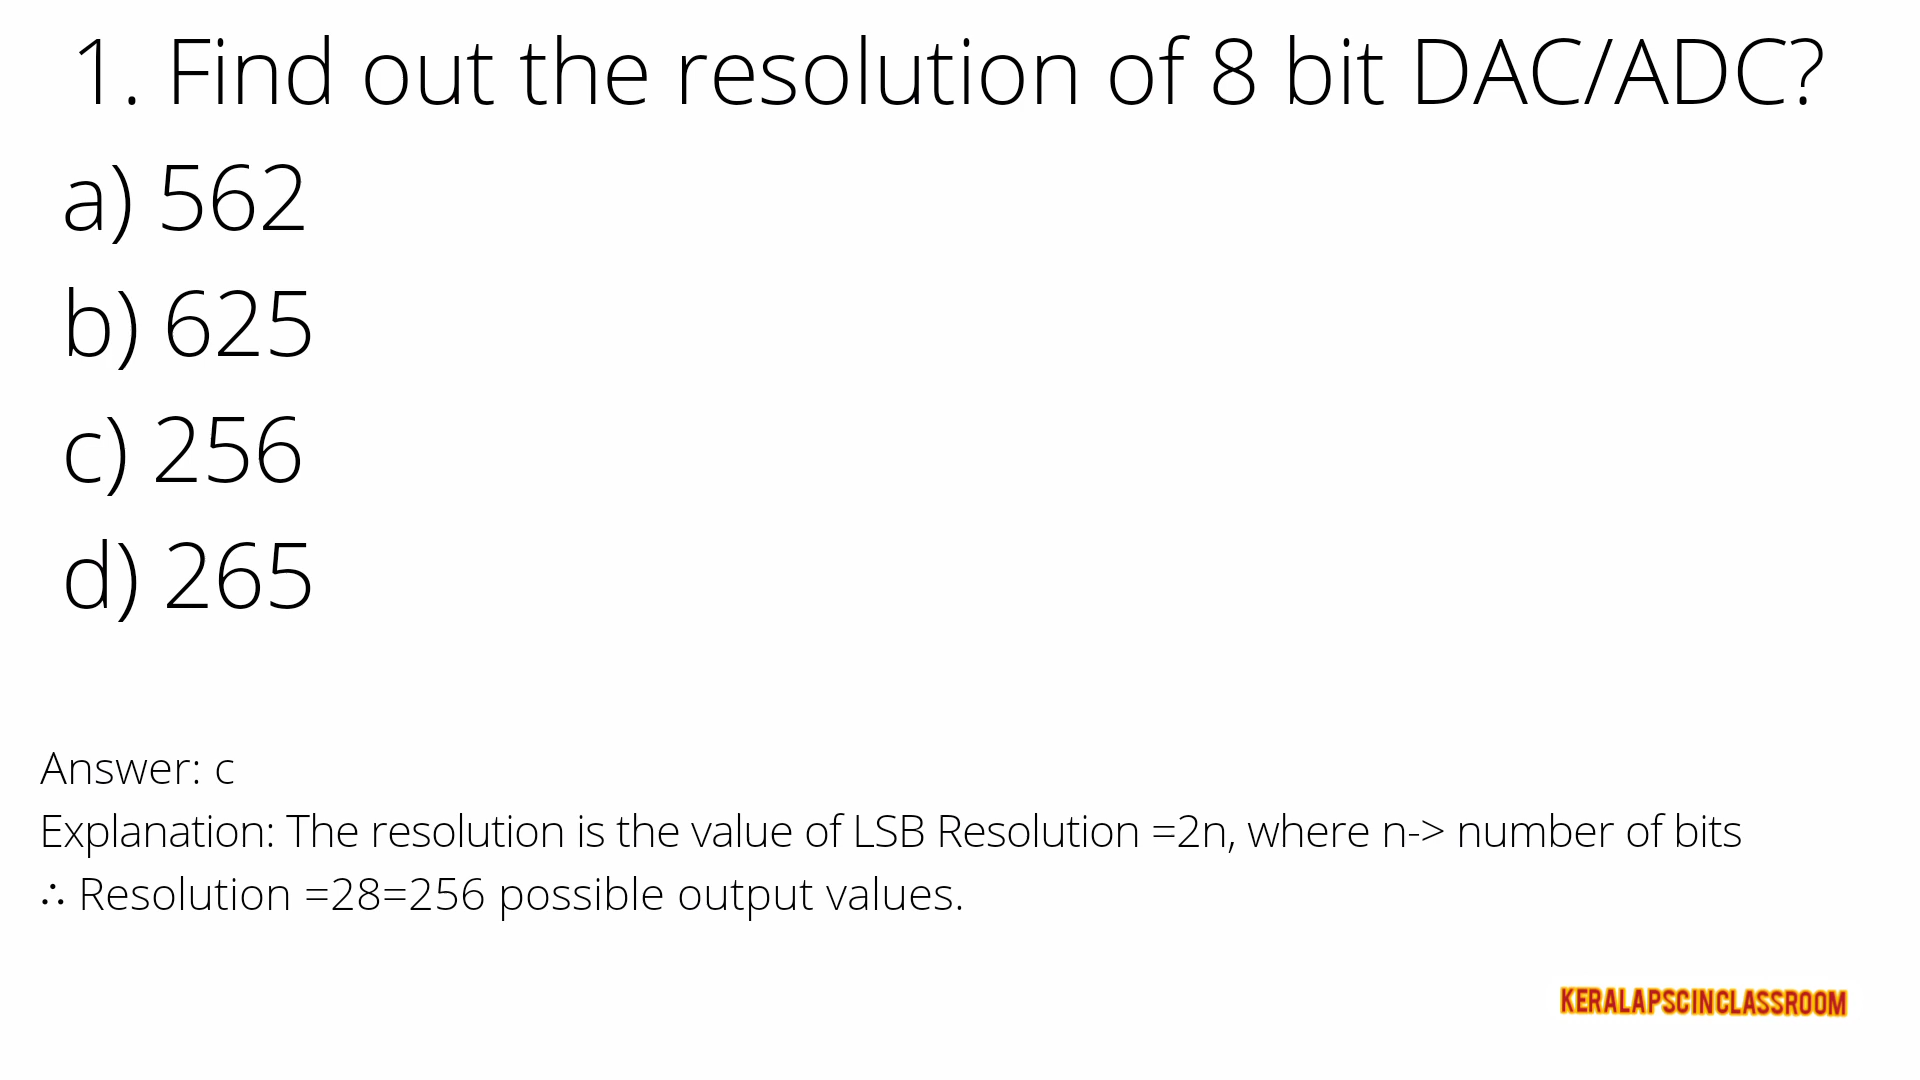 1. Find out the resolution of 8 bit DAC/ADC?
a) 562
b) 625
c) 256
d) 265
Answer: c
Explanation: The resolution is the value of LSB Resolution =2n, where n-> number of bits
∴ Resolution =28=256 possible output values.
KERALAPSCINCLASSROOM